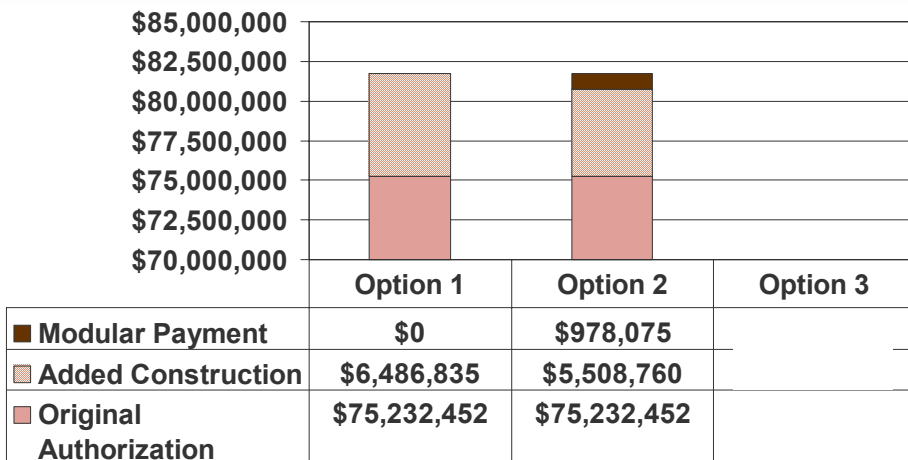 $85,000,000
$82,500,000
$80,000,000
$77,500,000
$75,000,000
$72,500,000
$70,000,000
Option 1 Option 2 Option 3
Modular Payment $0 $978,075
Added Construction $6,486,835 $5,508,760
Original $75,232,452 $75,232,452
Authorization